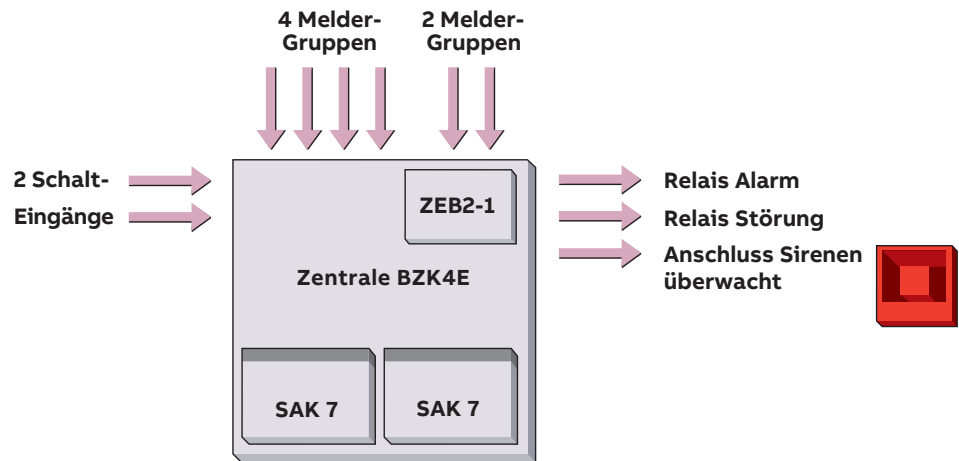 4 Melder-
Gruppen
2 Melder-
Gruppen
2 Schalt-
Eingänge
ZEB2-1
Zentrale BZK4E
SAK 7
SAK 7
Relais Alarm
Relais Störung
Anschluss Sirenen
überwacht